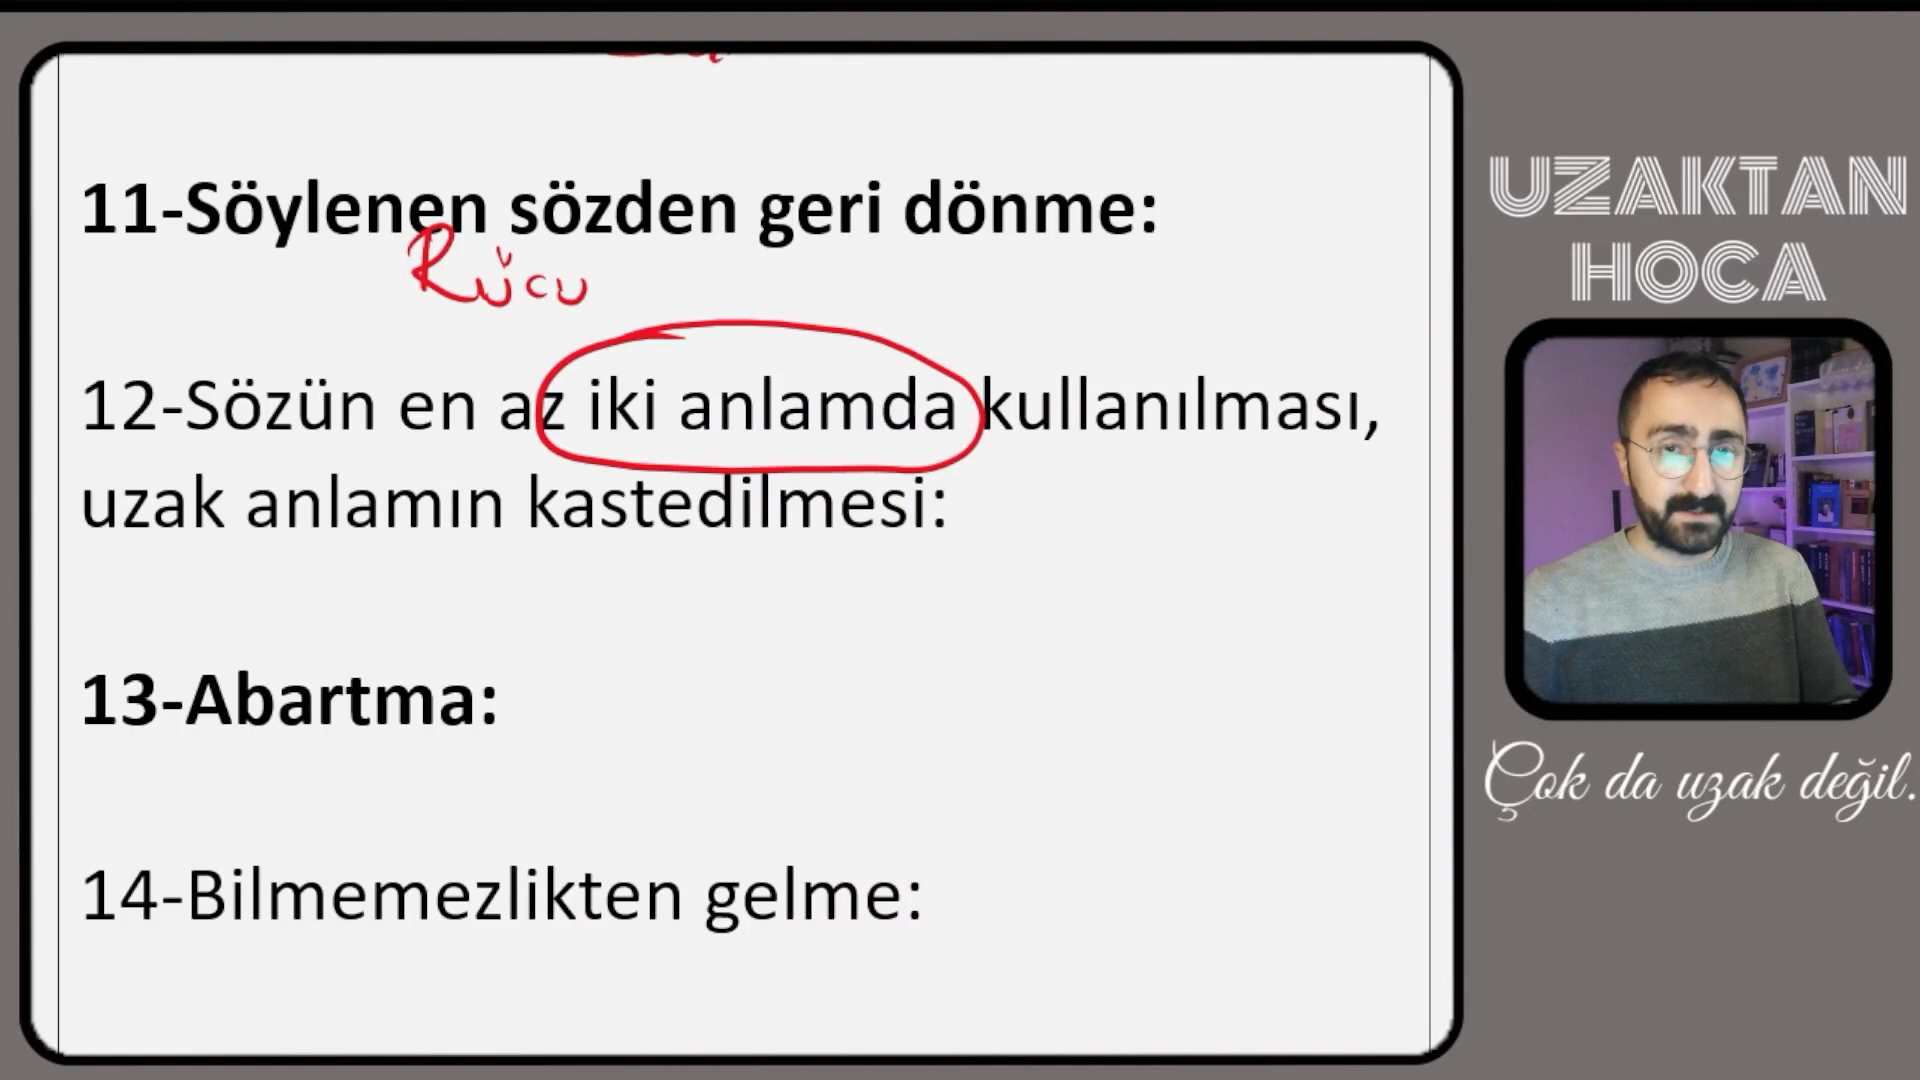 11-Söylenen sözden geri dönme:
Rücu
12-Sözün en az iki anlamda kullanılması,
uzak anlamın kastedilmesi:
13-Abartma:
14-Bilmemezlikten gelme:
UZAKTAN
HOCA
Çok da uzak değil.